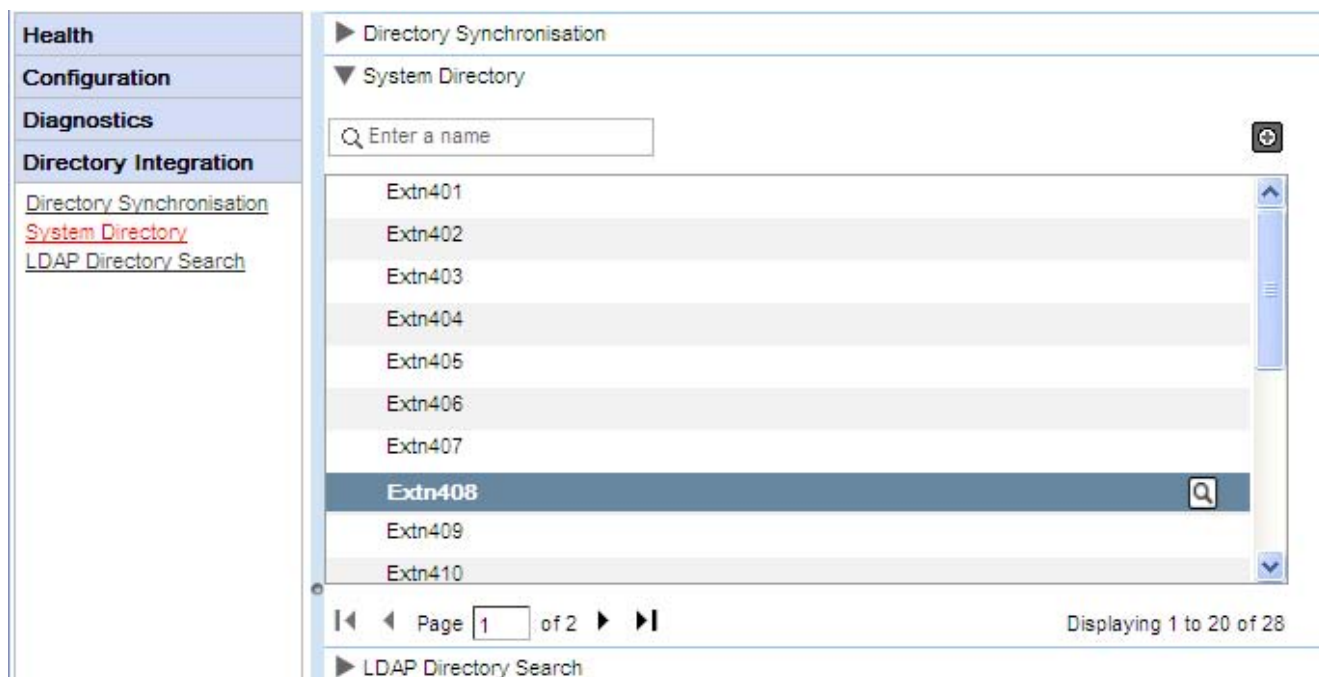 Health
Configuration
Diagnostics
Directory Integration
Directory Synchronisation
System Directory
LDAP Directory Search
Directory Synchronisation
System Directory
Enter a name
Extn401
Extn402
Extn403
Extn404
Extn405
Extn406
Extn407
Extn408
Extn409
Extn410
Page 1 of 2 Displaying 1 to 20 of 28
LDAP Directory Search